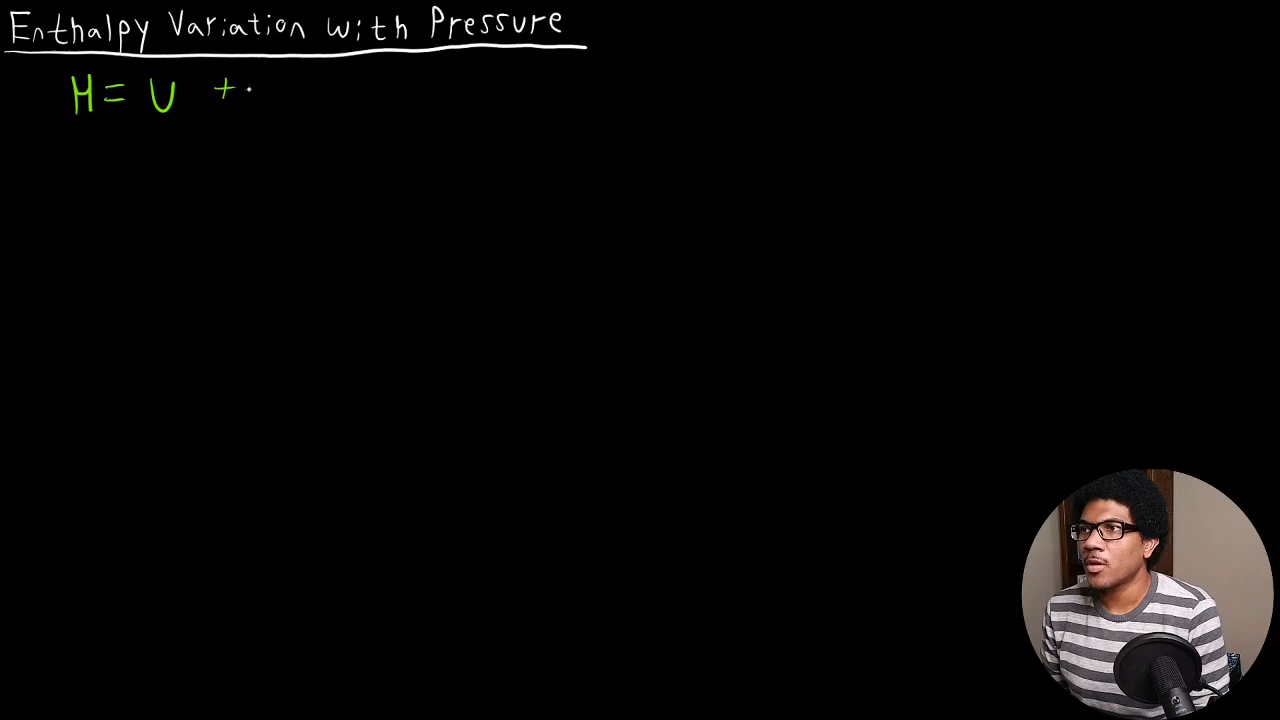 Enthalpy Variation with Pressure
H = U +